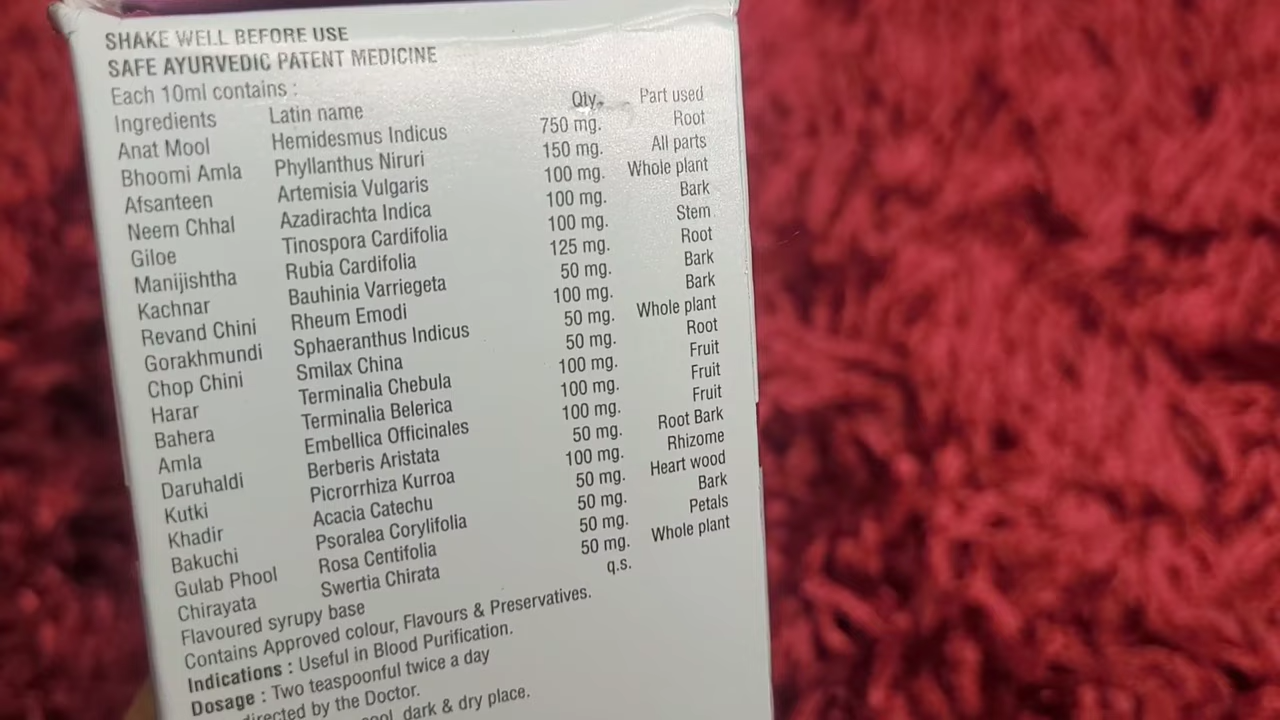 SHAKE WELL BEFORE USE
SAFE AYURVEDIC PATENT MEDICINE
Each 10ml contains :
Ingredients Latin name Qty. Part used
Anat Mool Hemidesmus Indicus 750 mg. Root
Bhoomi Amla Phyllanthus Niruri 150 mg. All parts
Afsanteen Artemisia Vulgaris 100 mg. Whole plant
Neem Chhal Azadirachta Indica 100 mg. Bark
Giloe Tinospora Cardifolia 100 mg. Stem
Manijishtha Rubia Cardifolia 125 mg. Root
Kachnar Bauhinia Varriegeta 50 mg. Bark
Revand Chini Rheum Emodi 100 mg. Bark
Gorakhmundi Sphaeranthus Indicus 50 mg. Whole plant
Chop Chini Smilax China 50 mg. Root
Harar Terminalia Chebula 100 mg. Fruit
Bahera Terminalia Belerica 100 mg. Fruit
Amla Embellica Officinales 100 mg. Fruit
Daruhaldi Berberis Aristata 50 mg. Root Bark
Kutki Picrorrhiza Kurroa 100 mg. Rhizome
Khadir Acacia Catechu 50 mg. Heart wood
Bakuchi Psoralea Corylifolia 50 mg. Bark
Gulab Phool Rosa Centifolia 50 mg. Petals
Chirayata Swertia Chirata 50 mg. Whole plant
Flavoured syrupy base q.s.
Contains Approved colour, Flavours & Preservatives.
Indications : Useful in Blood Purification.
Dosage : Two teaspoonful twice a day
directed by the Doctor.
dark & dry place.